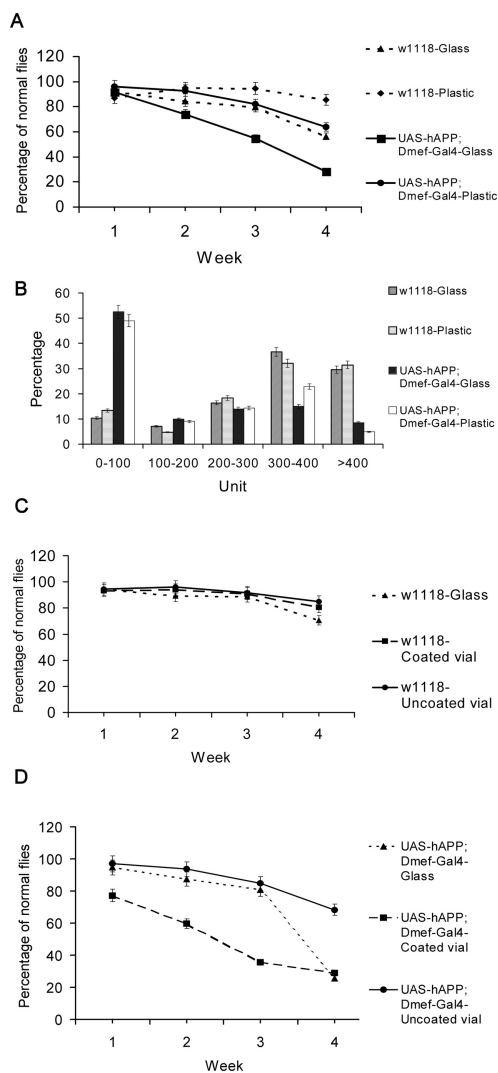 A
Percentage of normal flies
120
100
80
60
40
20
0
1 2 3 4
Week
w1118-Glass
w1118-Plastic
UAS-hAPP;
Dmef-Gal4-Glass
UAS-hAPP;
Dmef-Gal4-Plastic
B
Percentage
60
50
40
30
20
10
0
0-100 100-200 200-300 300-400 >400
Unit
w1118-Glass
w1118-Plastic
UAS-hAPP;
Dmef-Gal4-Glass
UAS-hAPP;
Dmef-Gal4-Plastic
C
Percentage of normal flies
120
100
80
60
40
20
0
1 2 3 4
Week
w1118-Glass
w1118-
Coated vial
w1118-
Uncoated vial
D
Percentage of normal flies
120
100
80
60
40
20
0
1 2 3 4
Week
UAS-hAPP;
Dmef-Gal4-
Glass
UAS-hAPP;
Dmef-Gal4-
Coated vial
UAS-hAPP;
Dmef-Gal4-
Uncoated vial